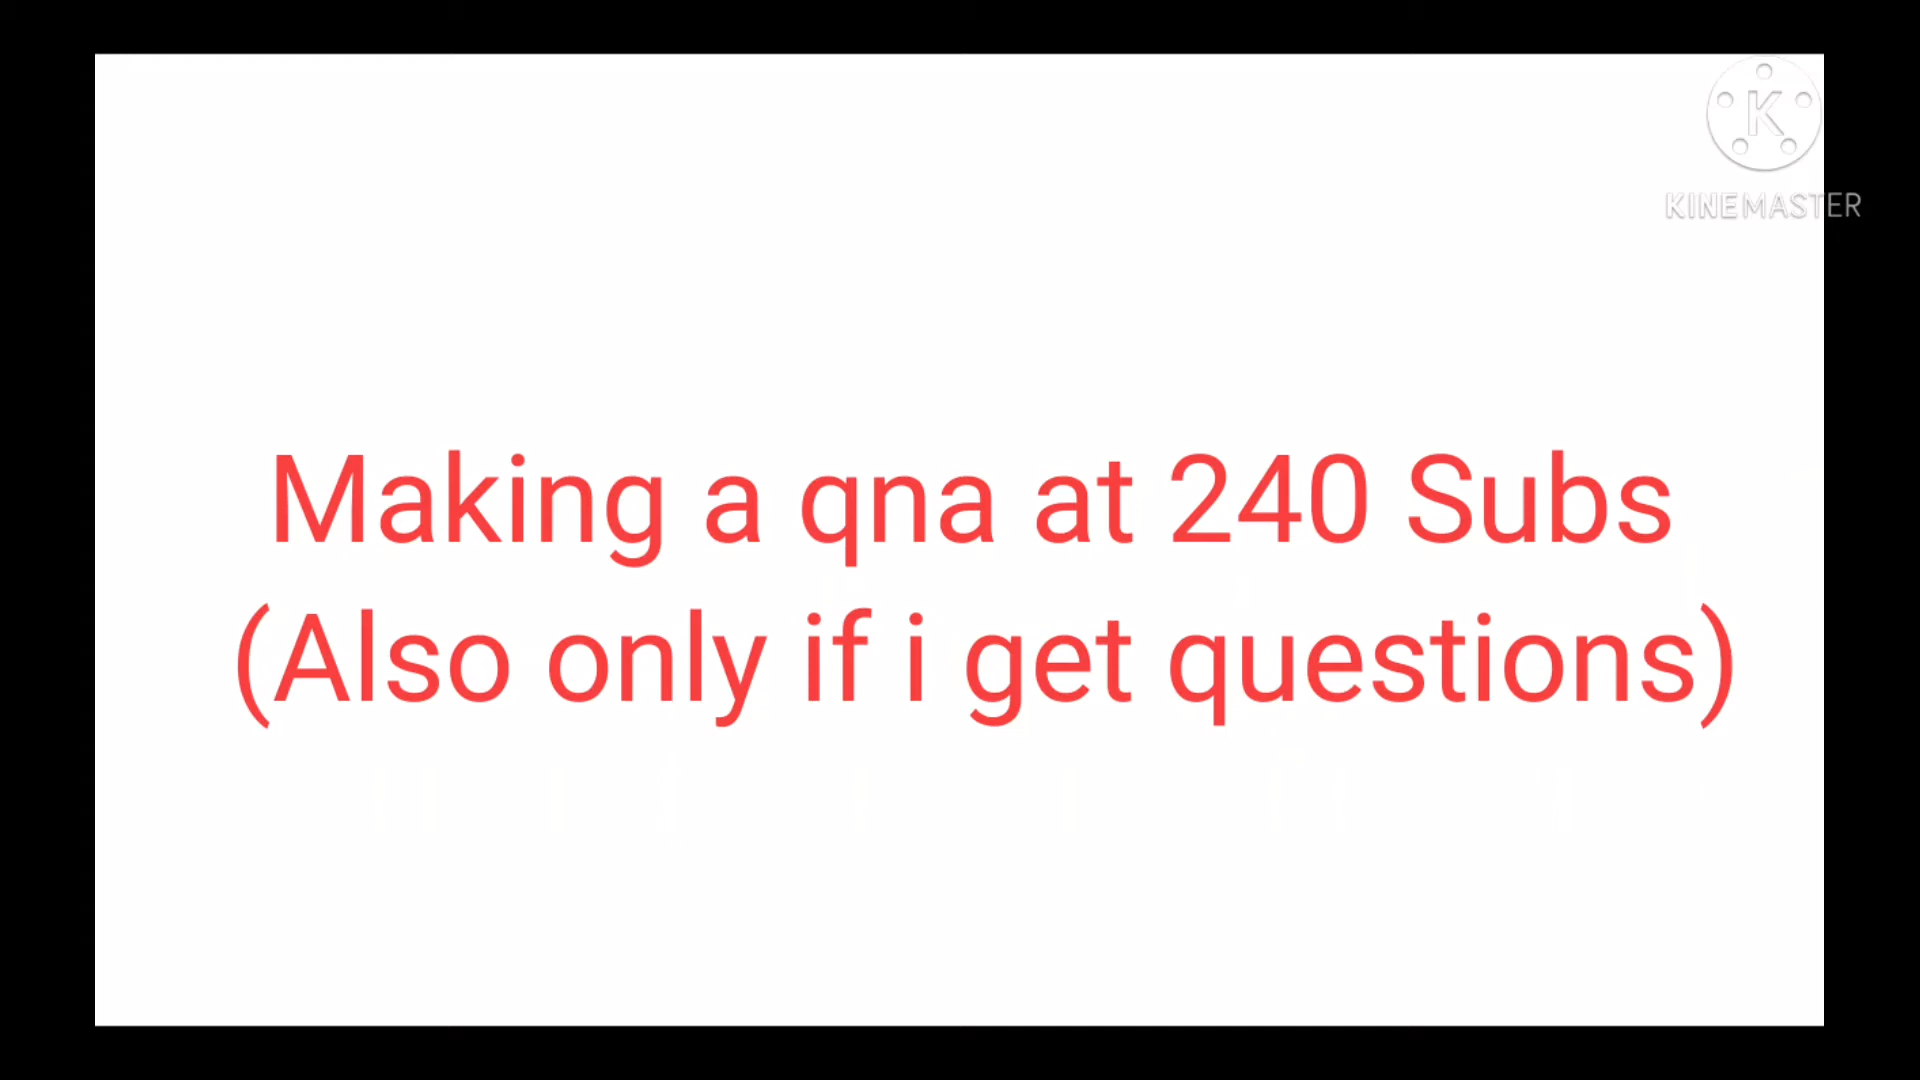 K
KINEMASTER
Making a qna at 240 Subs
(Also only if i get questions)